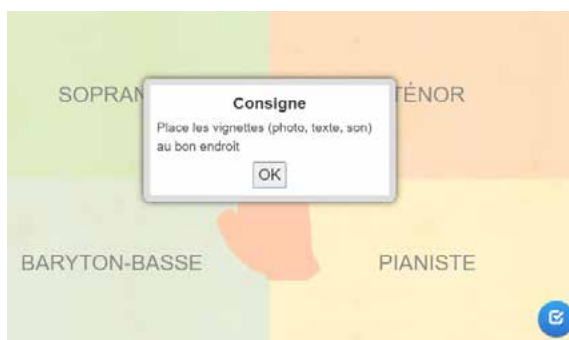 SOPRAN
TÉNOR
Consigne
Place les vignettes (photo, texte, son)
au bon endroit
OK
BARYTON-BASSE
PIANISTE